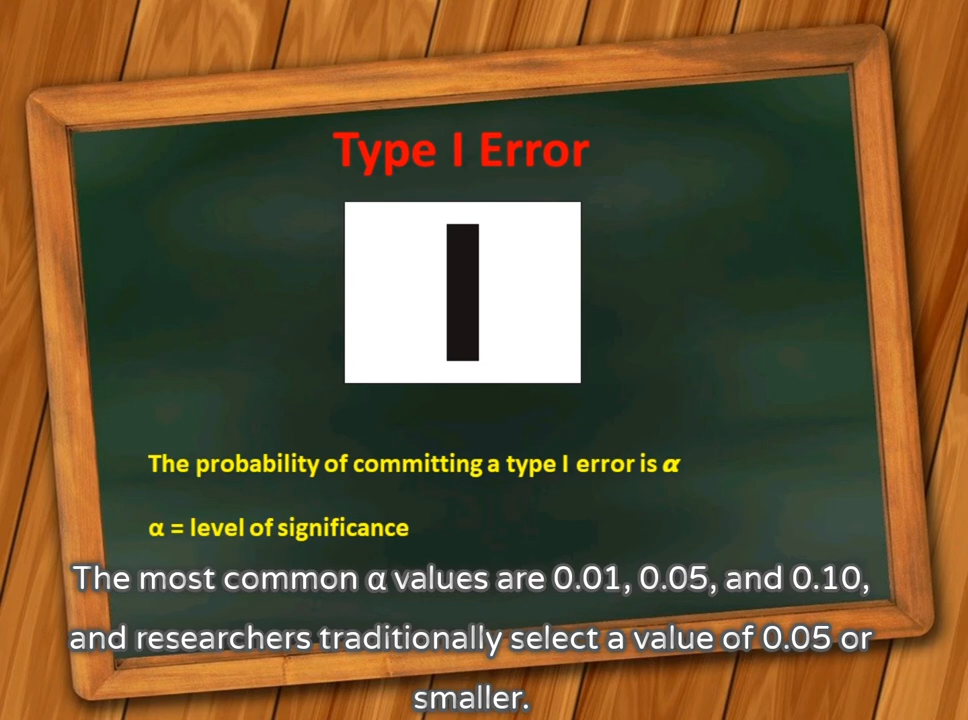 Type I Error
I
The probability of committing a type I error is α
α = level of significance
The most common α values are 0.01, 0.05, and 0.10,
and researchers traditionally select a value of 0.05 or
smaller.